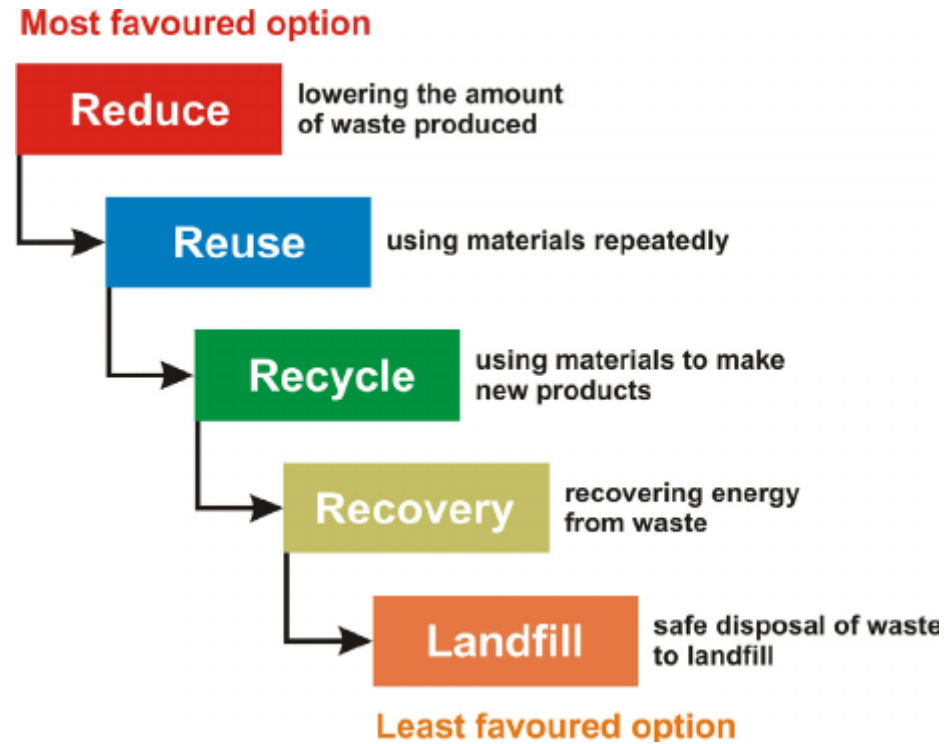 Most favoured option
Reduce
lowering the amount
of waste produced
Reuse
using materials repeatedly
Recycle
using materials to make
new products
Recovery
recovering energy
from waste
Landfill
safe disposal of waste
to landfill
Least favoured option